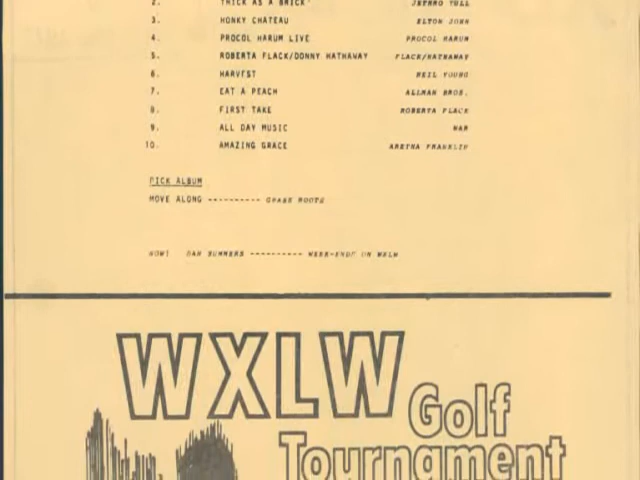 2. THICK AS A BRICK JETHRO TULL
3. HONKY CHATEAU ELTON JOHN
4. PROCOL HARUM LIVE PROCOL HARUM
5. ROBERTA FLACK/DONNY HATHAWAY FLACK/HATHAWAY
6. HARVEST NEIL YOUNG
7. EAT A PEACH ALLMAN BROS.
8. FIRST TAKE ROBERTA FLACK
9. ALL DAY MUSIC WAR
10. AMAZING GRACE ARETHA FRANKLIN
PICK ALBUM
MOVE ALONG ---------- GRASS ROOTS
NOW! DAN SUMMERS ---------- WEEK-ENDS ON WXLW
WXLW Golf
Tournament